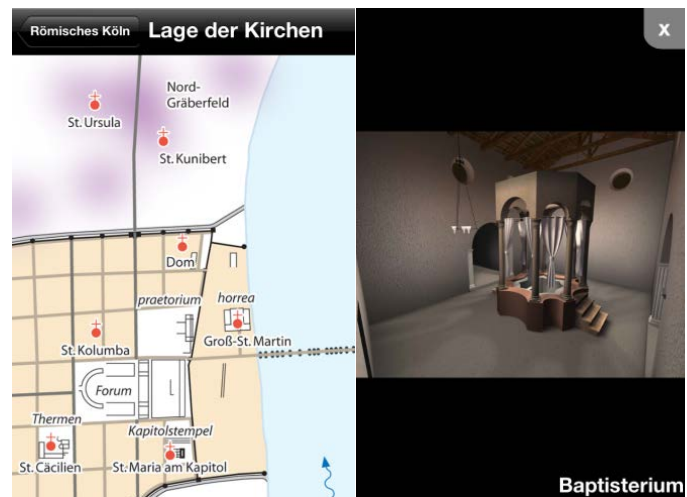 Römisches Köln
Lage der Kirchen
Nord-
Gräberfeld
St. Ursula
St. Kunibert
Dom
praetorium
horrea
Groß-St. Martin
St. Kolumba
Forum
Thermen
Kapitolstempel
St. Cäcilien
St. Maria am Kapitol
x
Baptisterium